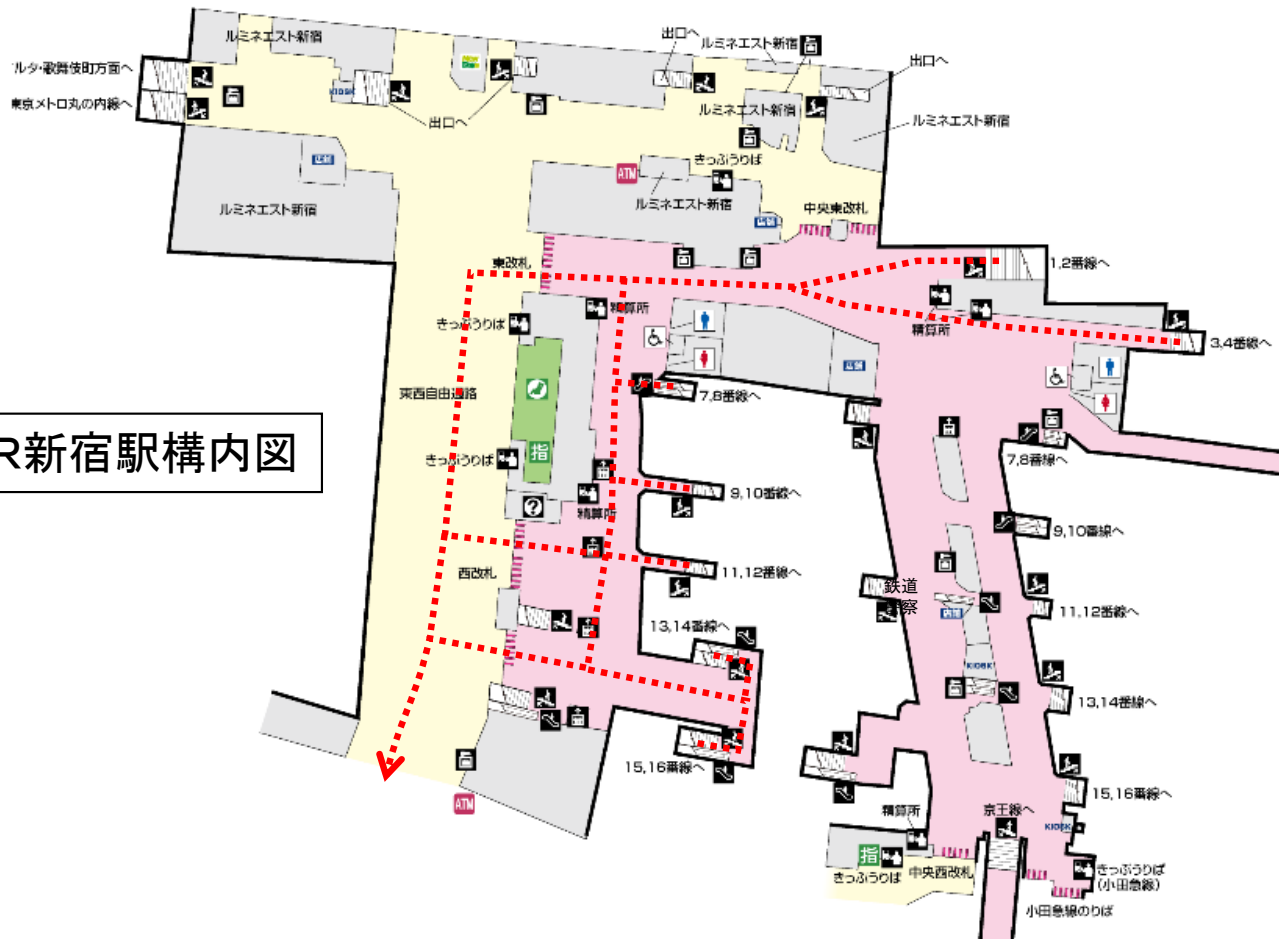 ルミネエスト新宿
出口へ
ルミネエスト新宿
出口へ
ルタ・歌舞伎町方面へ
東京メトロ丸の内線へ
KIOSK
出口へ
ルミネエスト新宿
ルミネエスト新宿
店舗
ATM
きっぷうりば
ルミネエスト新宿
ルミネエスト新宿
店舗
中央東改札
東改札
1,2番線へ
精算所
きっぷうりば
精算所
3,4番線へ
店舗
東西自由通路
7,8番線へ
R新宿駅構内図
指
きっぷうりば
7,8番線へ
9,10番線へ
?
精算所
9,10番線へ
西改札
11,12番線へ
鉄道
察
店舗
11,12番線へ
13,14番線へ
KIOSK
13,14番線へ
15,16番線へ
15,16番線へ
ATM
精算所
京王線へ
KIOSK
指
きっぷうりば
中央西改札
きっぷうりば
(小田急線)
小田急線のりば